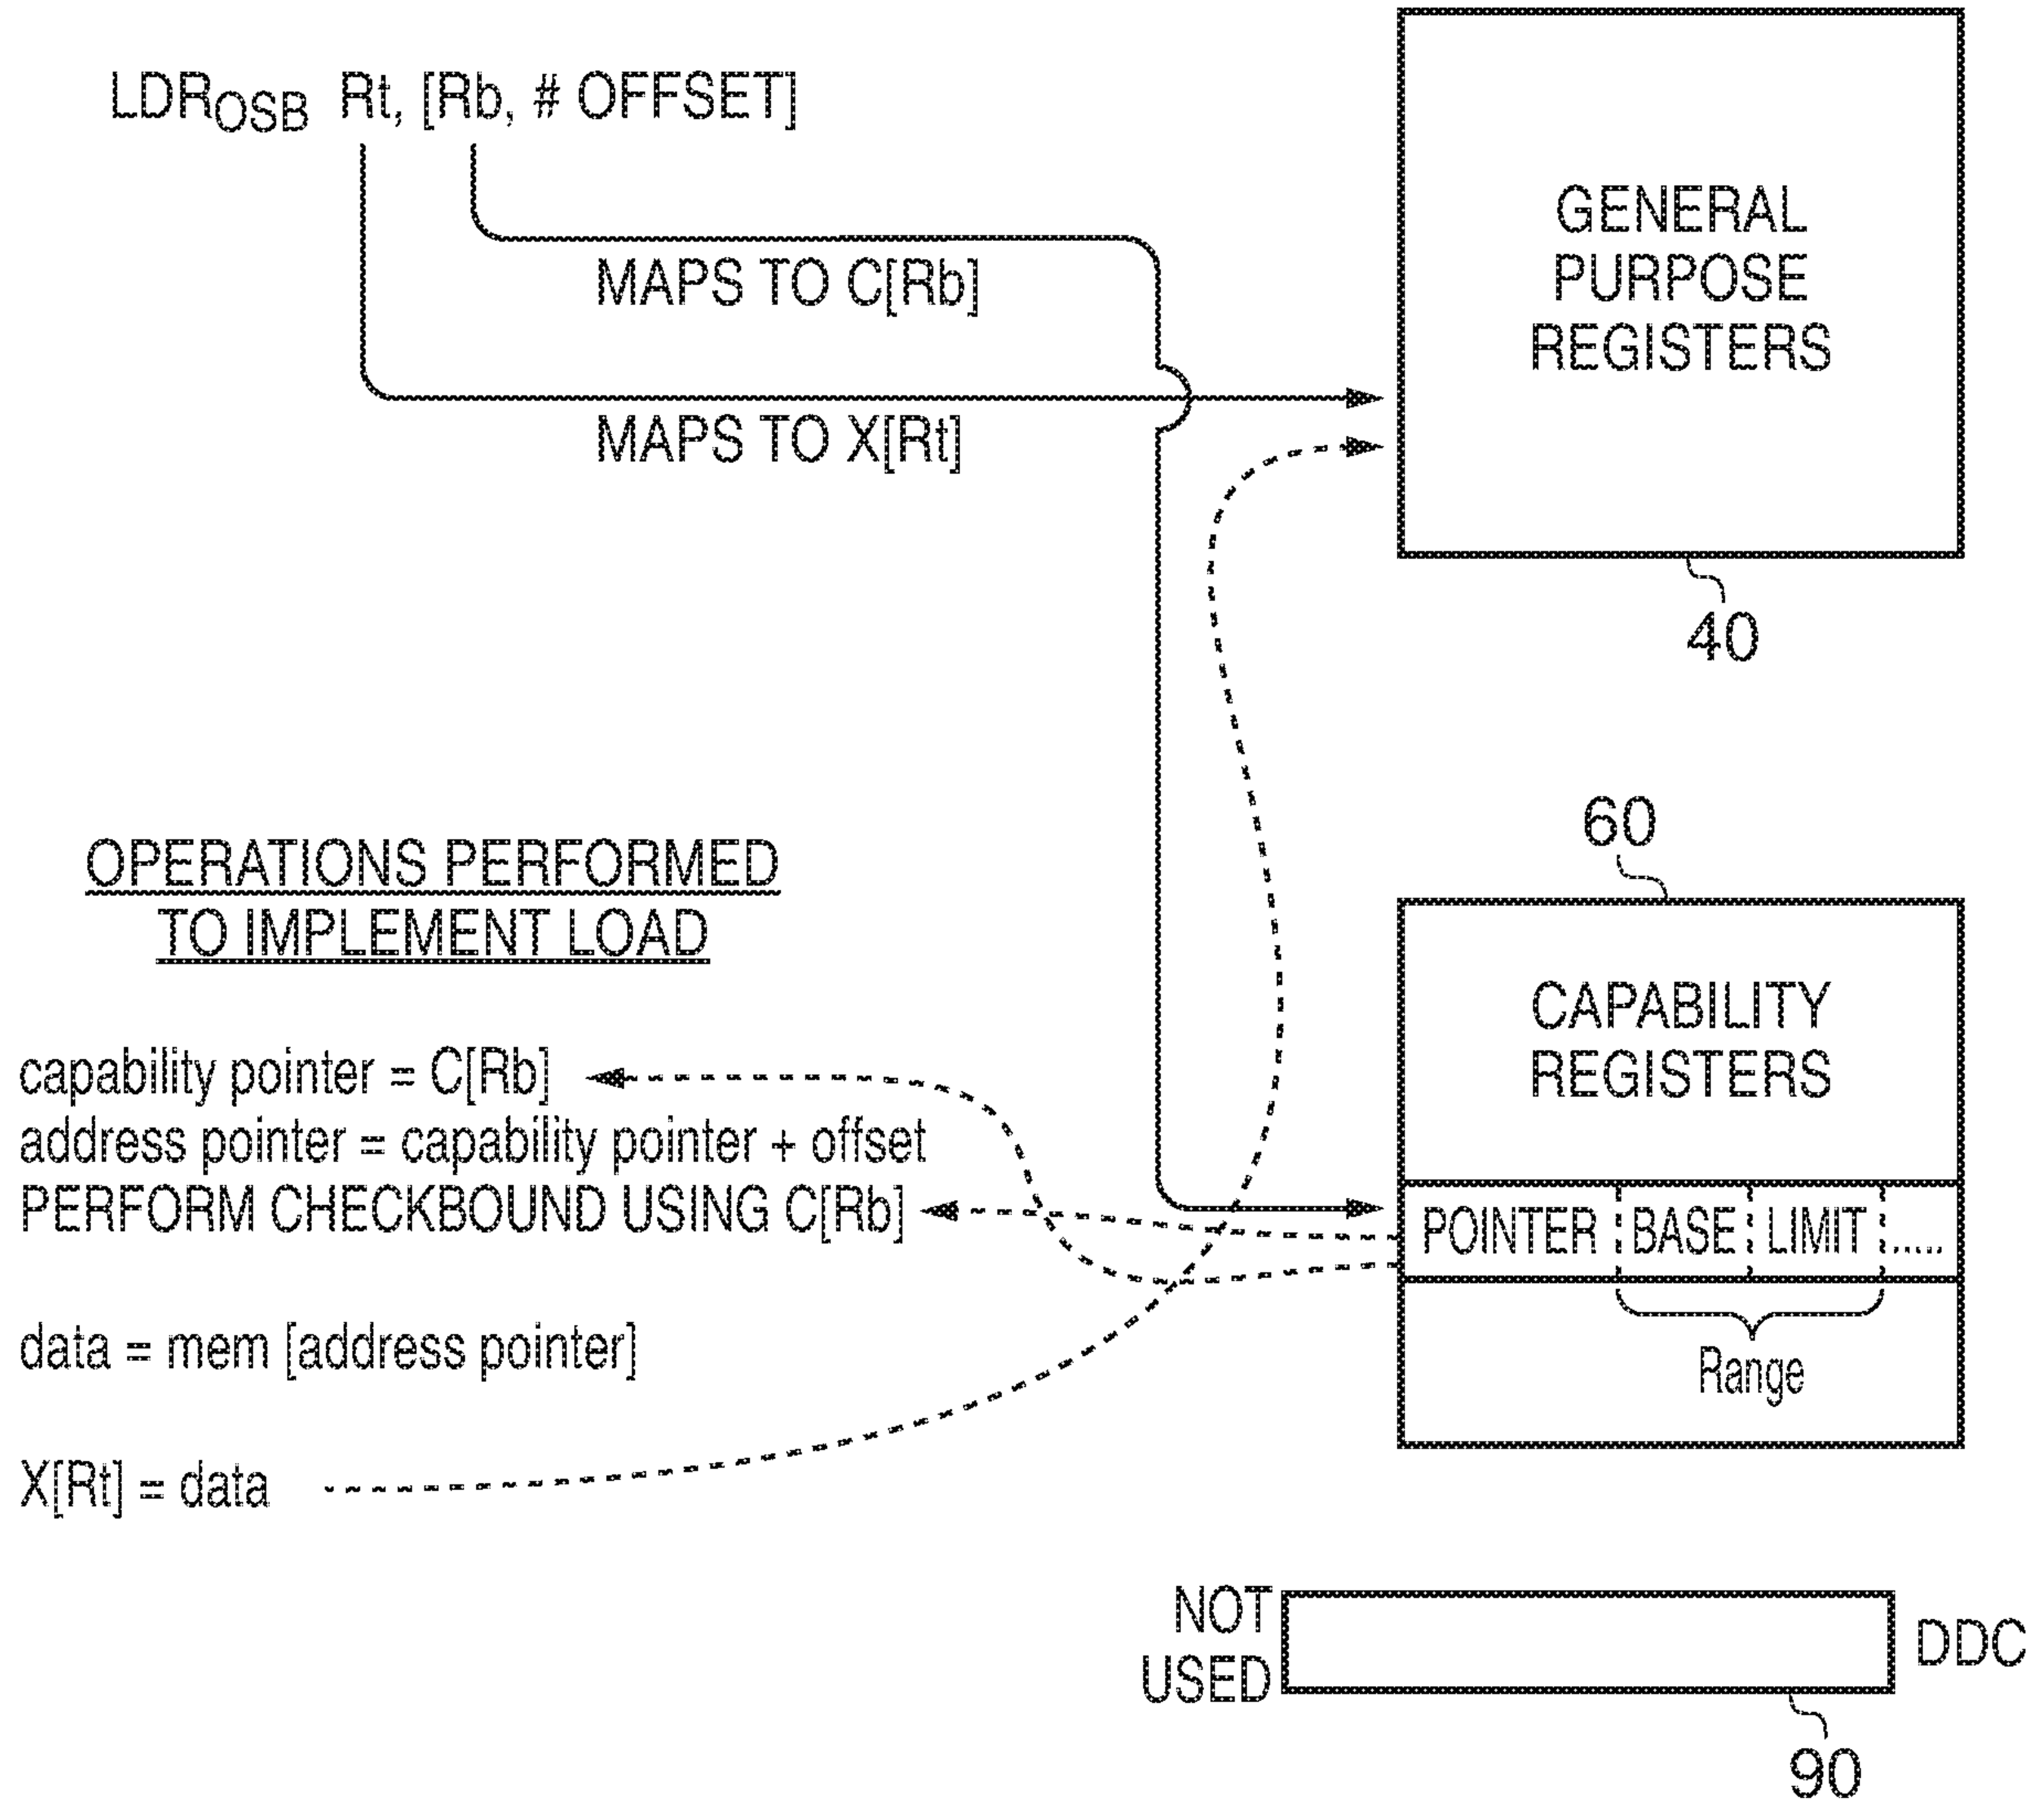 LDROSB Rt, [Rb, # OFFSET]
MAPS TO C[Rb]
MAPS TO X[Rt]
GENERAL
PURPOSE
REGISTERS
40
60
OPERATIONS PERFORMED
TO IMPLEMENT LOAD
capability pointer = C[Rb]
address pointer = capability pointer + offset
PERFORM CHECKBOUND USING C[Rb]
data = mem [address pointer]
X[Rt] = data
CAPABILITY
REGISTERS
POINTER BASE LIMIT .....
Range
NOT
USED
DDC
90